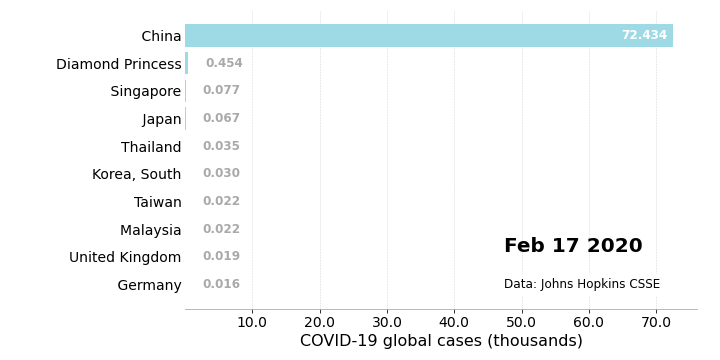 China 72.434
Diamond Princess 0.454
Singapore 0.077
Japan 0.067
Thailand 0.035
Korea, South 0.030
Taiwan 0.022
Malaysia 0.022
Feb 17 2020
United Kingdom 0.019
Germany 0.016
Data: Johns Hopkins CSSE
10.0 20.0 30.0 40.0 50.0 60.0 70.0
COVID-19 global cases (thousands)